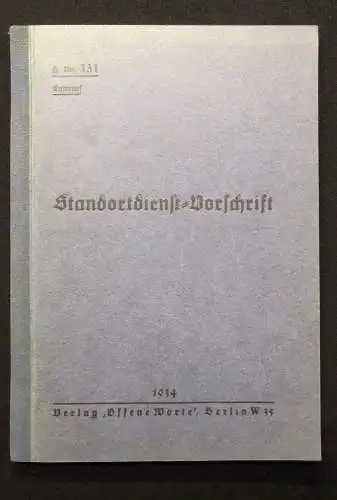 H. Dv. 131
Entwurf
Standortdienst-Vorschrift
1934
Verlag „Offene Worte“, Berlin W 35